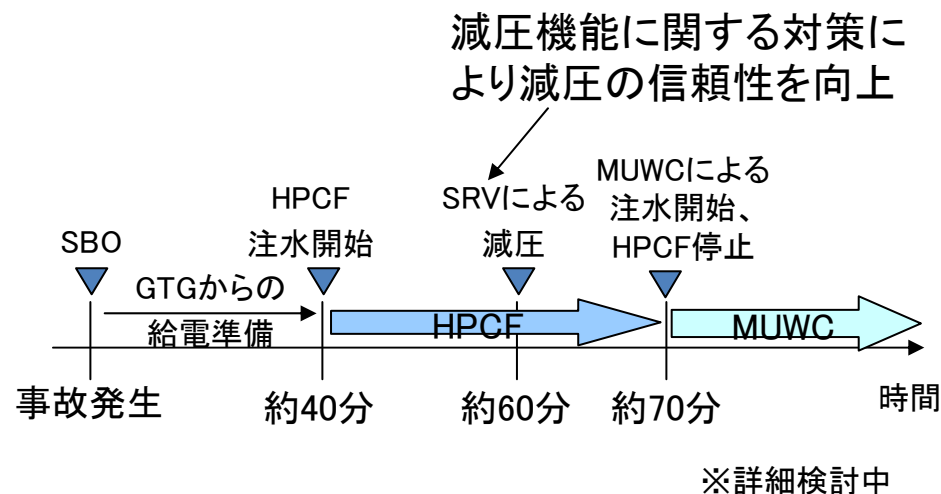 減圧機能に関する対策に
より減圧の信頼性を向上
SBO
GTGからの
給電準備
HPCF
注水開始
SRVによる
減圧
MUWCによる
注水開始、
HPCF停止
HPCF
MUWC
事故発生
約40分
約60分
約70分
時間
※詳細検討中